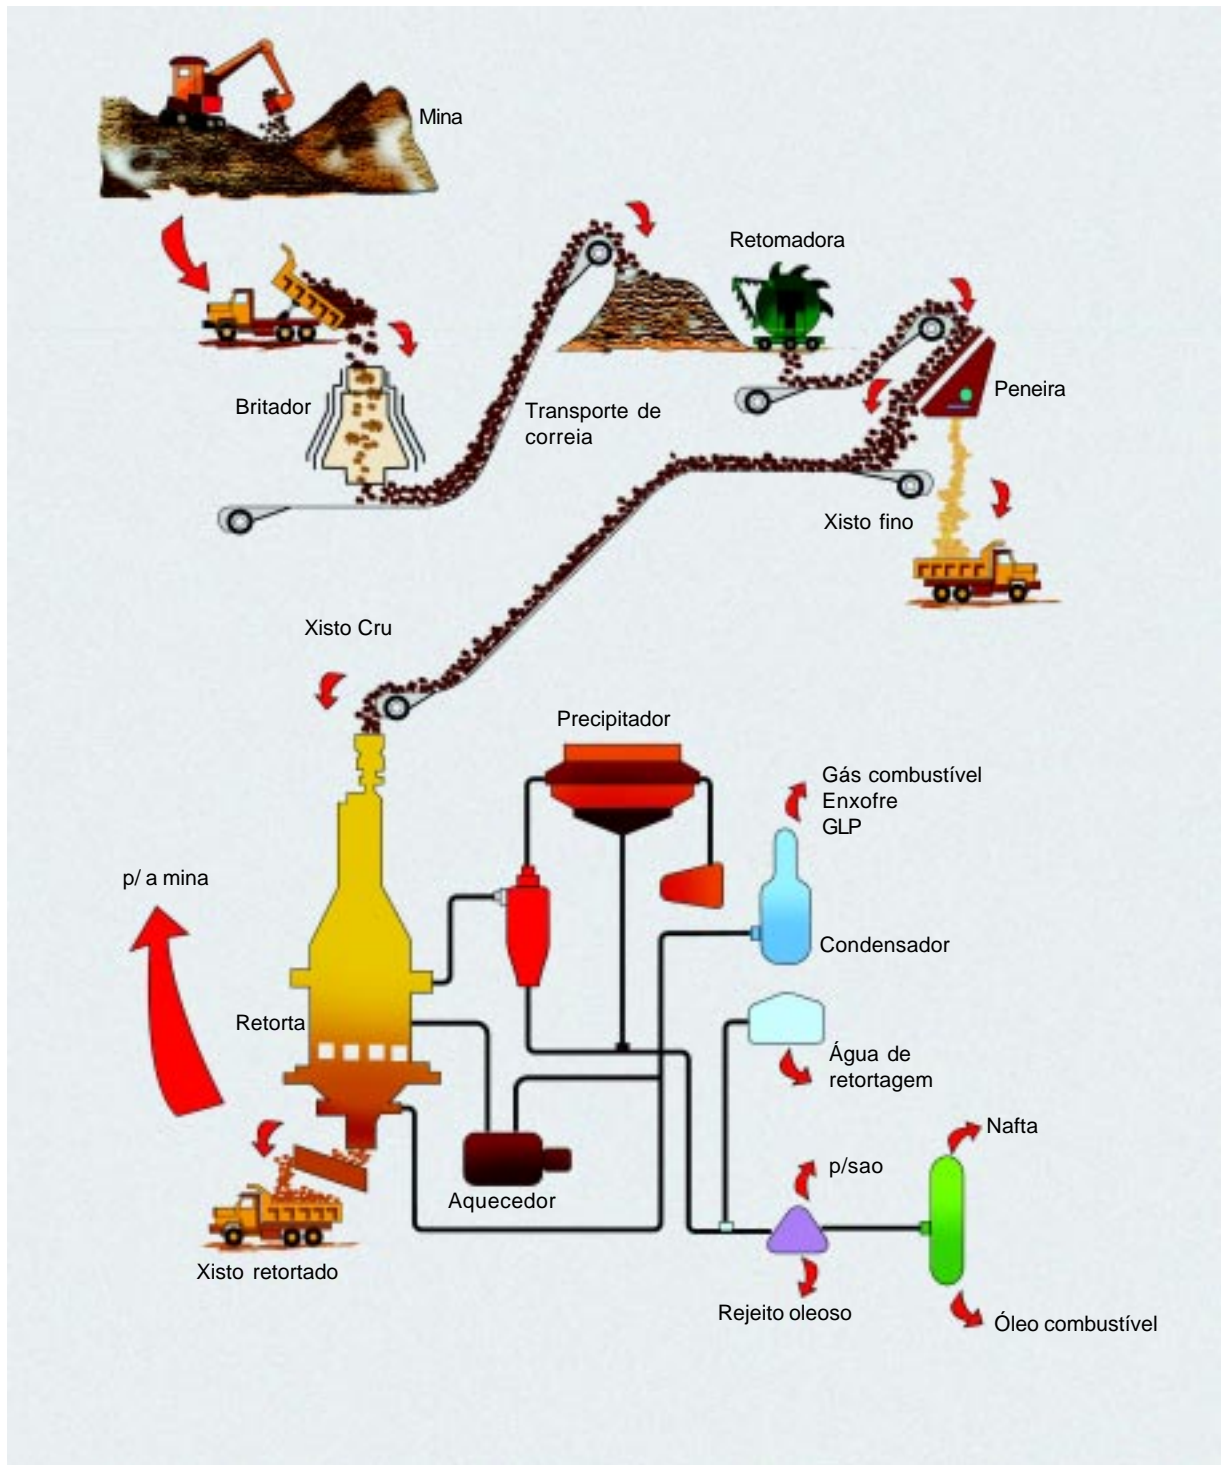 Mina
Retomadora
Britador
Transporte de
correia
Peneira
Xisto fino
Xisto Cru
Precipitador
Gás combustível
Enxofre
GLP
p/ a mina
Condensador
Retorta
Água de
retortagem
Nafta
p/sao
Aquecedor
Xisto retortado
Rejeito oleoso
Óleo combustível